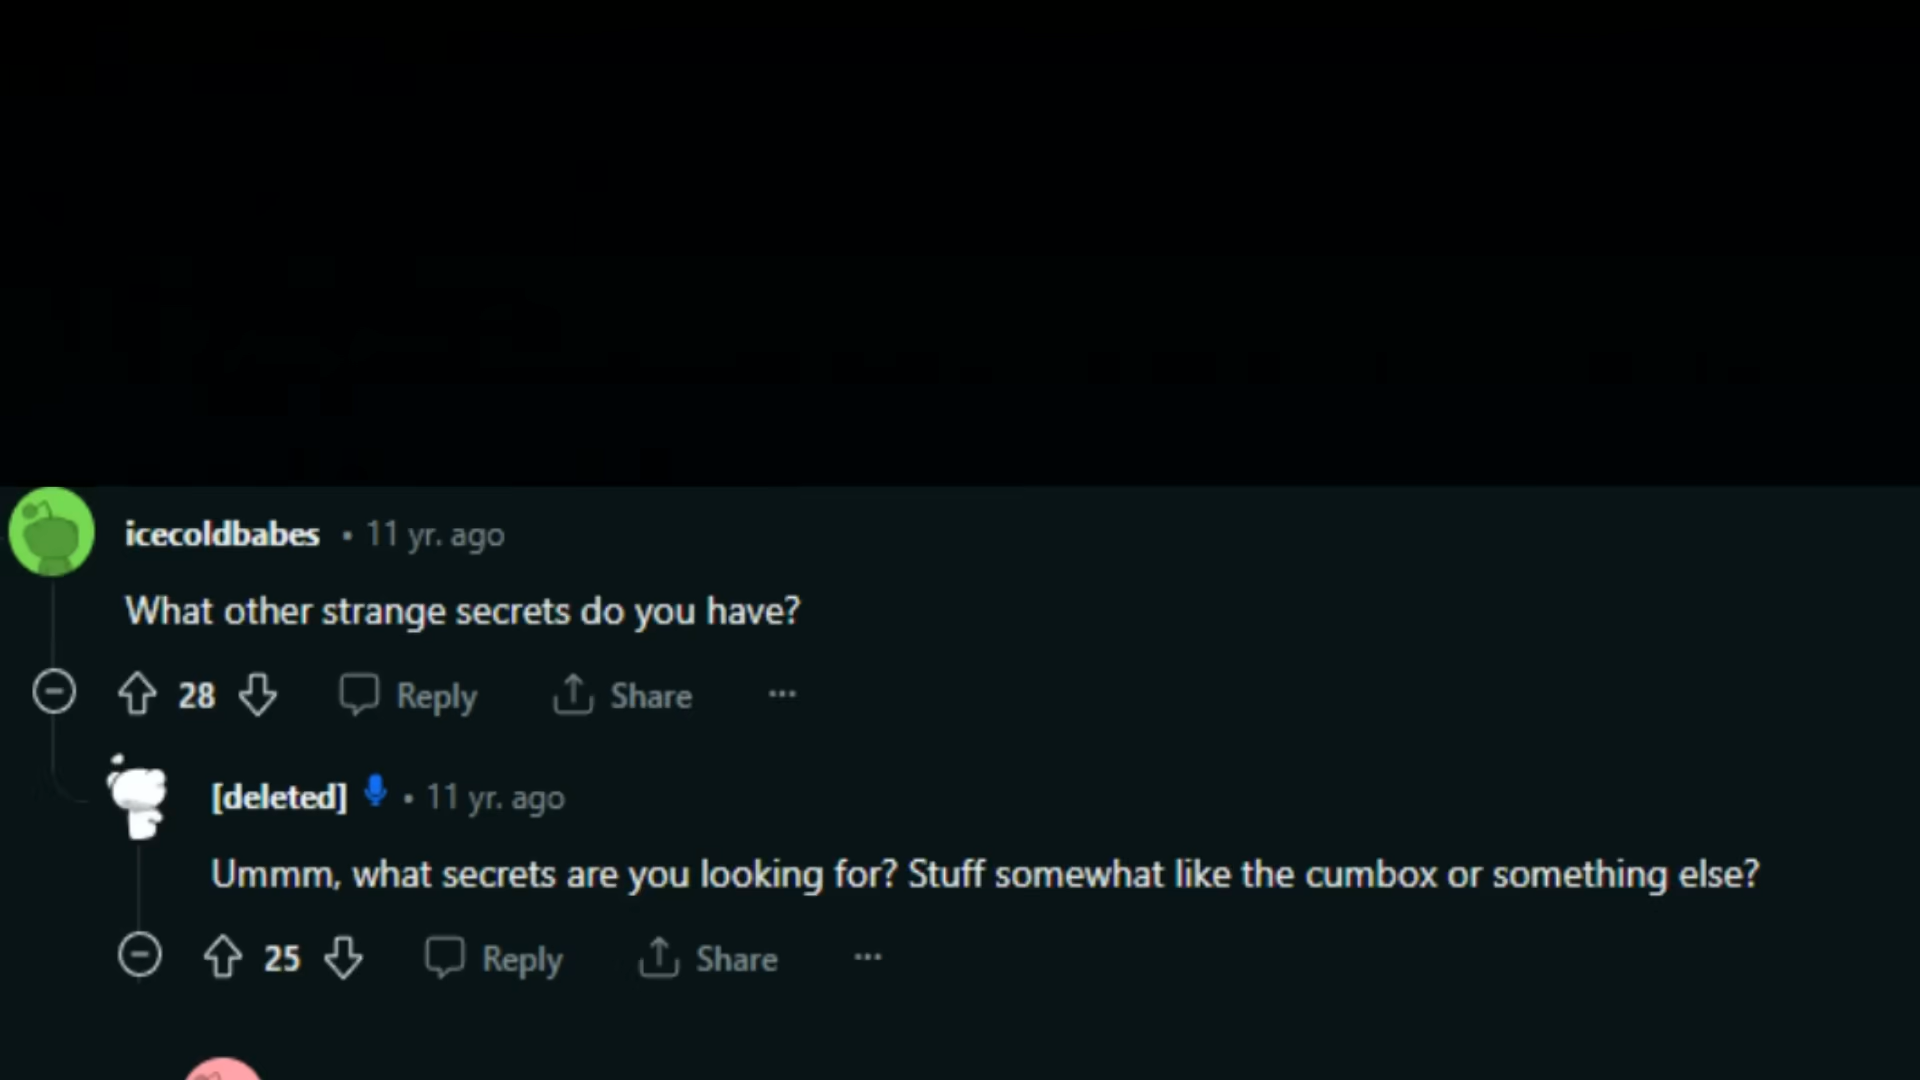 icecoldbabes • 11 yr. ago
What other strange secrets do you have?
28 Reply Share ...
[deleted] • 11 yr. ago
Ummm, what secrets are you looking for? Stuff somewhat like the cumbox or something else?
25 Reply Share ...